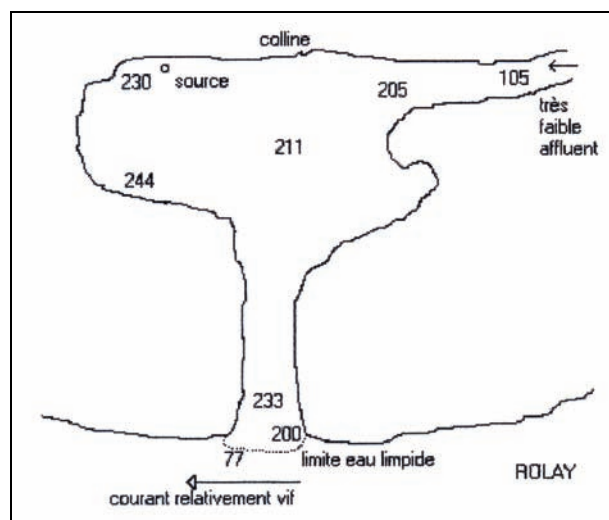 colline
230
source
205
105
très
faible
affluent
211
244
233
200
77
limite eau limpide
courant relativement vif
ROLAY